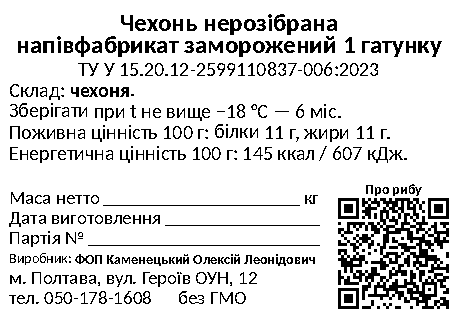 Чехонь нерозібрана
напівфабрикат заморожений 1 гатунку
ТУ У 15.20.12-2599110837-006:2023
Склад: чехоня.
Зберігати при t не вище −18 °С — 6 міс.
Поживна цінність 100 г: білки 11 г, жири 11 г.
Енергетична цінність 100 г: 145 ккал / 607 кДж.
Маса нетто ____________________ кг
Дата виготовлення ________________
Партія № ________________________
Про рибу
Виробник: ФОП Каменецький Олексій Леонідович
м. Полтава, вул. Героїв ОУН, 12
тел. 050-178-1608 без ГМО